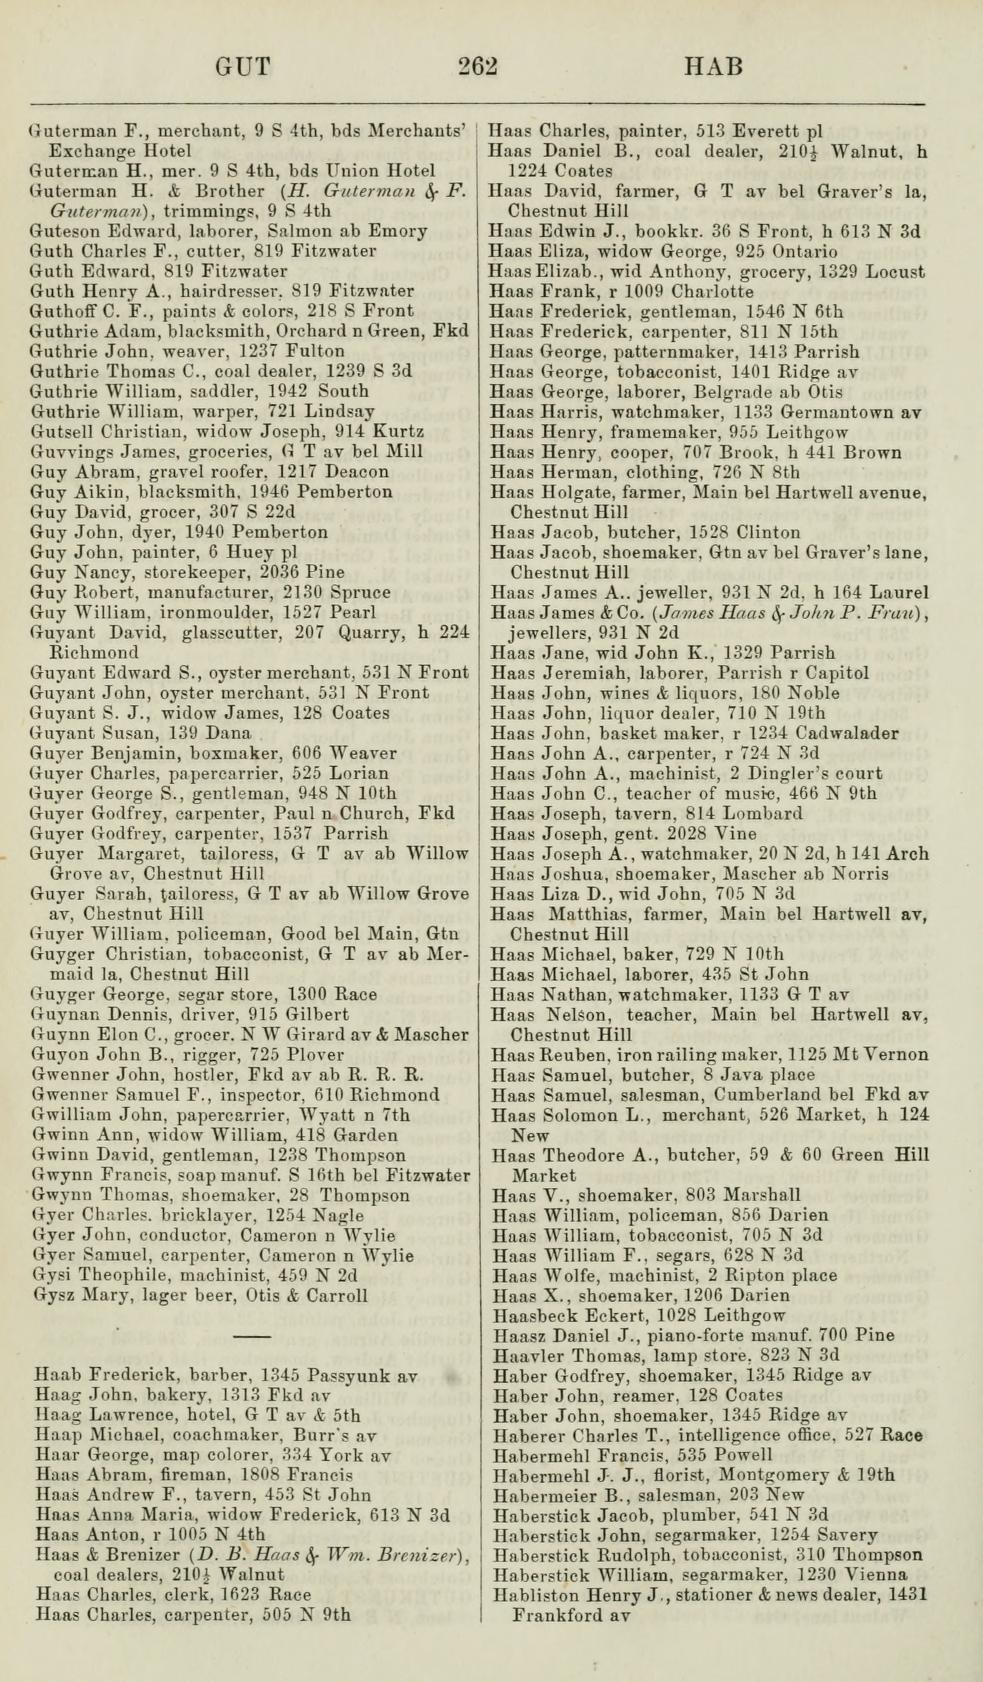 GUT 262 HAB
Guterman F., merchant, 9 S 4th, bds Merchants'
Exchange Hotel
Guterman H., mer. 9 S 4th, bds Union Hotel
Guterman H. & Brother (H. Guterman & F.
Guterman), trimmings, 9 S 4th
Guteson Edward, laborer, Salmon ab Emory
Guth Charles F., cutter, 819 Fitzwater
Guth Edward, 819 Fitzwater
Guth Henry A., hairdresser. 819 Fitzwater
Guthoff C. F., paints & colors, 218 S Front
Guthrie Adam, blacksmith, Orchard n Green, Fkd
Guthrie John, weaver, 1237 Fulton
Guthrie Thomas C., coal dealer, 1239 S 3d
Guthrie William, saddler, 1942 South
Guthrie William, warper, 721 Lindsay
Gutsell Christian, widow Joseph, 914 Kurtz
Guvvings James, groceries, G T av bel Mill
Guy Abram, gravel roofer, 1217 Deacon
Guy Aikin, blacksmith, 1946 Pemberton
Guy David, grocer, 307 S 22d
Guy John, dyer, 1940 Pemberton
Guy John, painter, 6 Huey pl
Guy Nancy, storekeeper, 2036 Pine
Guy Robert, manufacturer, 2130 Spruce
Guy William, ironmoulder, 1527 Pearl
Guyant David, glasscutter, 207 Quarry, h 224
Richmond
Guyant Edward S., oyster merchant, 531 N Front
Guyant John, oyster merchant, 531 N Front
Guyant S. J., widow James, 128 Coates
Guyant Susan, 139 Dana
Guyer Benjamin, boxmaker, 606 Weaver
Guyer Charles, papercarrier, 525 Lorian
Guyer George S., gentleman, 948 N 10th
Guyer Godfrey, carpenter, Paul n Church, Fkd
Guyer Godfrey, carpenter, 1537 Parrish
Guyer Margaret, tailoress, G T av ab Willow
Grove av, Chestnut Hill
Guyer Sarah, tailoress, G T av ab Willow Grove
av, Chestnut Hill
Guyer William, policeman, Good bel Main, Gtn
Guyger Christian, tobacconist, G T av ab Mer-
maid la, Chestnut Hill
Guyger George, segar store, 1300 Race
Guynan Dennis, driver, 915 Gilbert
Guynn Elon C., grocer. N W Girard av & Mascher
Guyon John B., rigger, 725 Plover
Gwenner John, hostler, Fkd av ab R. R. R.
Gwenner Samuel F., inspector, 610 Richmond
Gwilliam John, papercarrier, Wyatt n 7th
Gwinn Ann, widow William, 418 Garden
Gwinn David, gentleman, 1238 Thompson
Gwynn Francis, soap manuf. S 16th bel Fitzwater
Gwynn Thomas, shoemaker, 28 Thompson
Gyer Charles. bricklayer, 1254 Nagle
Gyer John, conductor, Cameron n Wylie
Gyer Samuel, carpenter, Cameron n Wylie
Gysi Theophile, machinist, 459 N 2d
Gysz Mary, lager beer, Otis & Carroll
Haab Frederick, barber, 1345 Passyunk av
Haag John, bakery, 1313 Fkd av
Haag Lawrence, hotel, G T av & 5th
Haap Michael, coachmaker, Burr's av
Haar George, map colorer, 334 York av
Haas Abram, fireman, 1808 Francis
Haas Andrew F., tavern, 453 St John
Haas Anna Maria, widow Frederick, 613 N 3d
Haas Anton, r 1005 N 4th
Haas & Brenizer (D. B. Haas & Wm. Brenizer),
coal dealers, 210½ Walnut
Haas Charles, clerk, 1623 Race
Haas Charles, carpenter, 505 N 9th
Haas Charles, painter, 513 Everett pl
Haas Daniel B., coal dealer, 210½ Walnut, h
1224 Coates
Haas David, farmer, G T av bel Graver's la,
Chestnut Hill
Haas Edwin J., bookkr. 36 S Front, h 613 N 3d
Haas Eliza, widow George, 925 Ontario
Haas Elizab., wid Anthony, grocery, 1329 Locust
Haas Frank, r 1009 Charlotte
Haas Frederick, gentleman, 1546 N 6th
Haas Frederick, carpenter, 811 N 15th
Haas George, patternmaker, 1413 Parrish
Haas George, tobacconist, 1401 Ridge av
Haas George, laborer, Belgrade ab Otis
Haas Harris, watchmaker, 1133 Germantown av
Haas Henry, framemaker, 955 Leithgow
Haas Henry, cooper, 707 Brook, h 441 Brown
Haas Herman, clothing, 726 N 8th
Haas Holgate, farmer, Main bel Hartwell avenue,
Chestnut Hill
Haas Jacob, butcher, 1528 Clinton
Haas Jacob, shoemaker, Gtn av bel Graver's lane,
Chestnut Hill
Haas James A.. jeweller, 931 N 2d, h 164 Laurel
Haas James & Co. (James Haas & John P. Frau),
jewellers, 931 N 2d
Haas Jane, wid John K., 1329 Parrish
Haas Jeremiah, laborer, Parrish r Capitol
Haas John, wines & liquors, 180 Noble
Haas John, liquor dealer, 710 N 19th
Haas John, basket maker, r 1234 Cadwalader
Haas John A., carpenter, r 724 N 3d
Haas John A., machinist, 2 Dingler's court
Haas John C., teacher of music, 466 N 9th
Haas Joseph, tavern, 814 Lombard
Haas Joseph, gent. 2028 Vine
Haas Joseph A., watchmaker, 20 N 2d, h 141 Arch
Haas Joshua, shoemaker, Mascher ab Norris
Haas Liza D., wid John, 705 N 3d
Haas Matthias, farmer, Main bel Hartwell av,
Chestnut Hill
Haas Michael, baker, 729 N 10th
Haas Michael, laborer, 435 St John
Haas Nathan, watchmaker, 1133 G T av
Haas Nelson, teacher, Main bel Hartwell av,
Chestnut Hill
Haas Reuben, iron railing maker, 1125 Mt Vernon
Haas Samuel, butcher, 8 Java place
Haas Samuel, salesman, Cumberland bel Fkd av
Haas Solomon L., merchant, 526 Market, h 124
New
Haas Theodore A., butcher, 59 & 60 Green Hill
Market
Haas V., shoemaker, 803 Marshall
Haas William, policeman, 856 Darien
Haas William, tobacconist, 705 N 3d
Haas William F., segars, 628 N 3d
Haas Wolfe, machinist, 2 Ripton place
Haas X., shoemaker, 1206 Darien
Haasbeck Eckert, 1028 Leithgow
Haasz Daniel J., piano-forte manuf. 700 Pine
Haavler Thomas, lamp store, 823 N 3d
Haber Godfrey, shoemaker, 1345 Ridge av
Haber John, reamer, 128 Coates
Haber John, shoemaker, 1345 Ridge av
Haberer Charles T., intelligence office, 527 Race
Habermehl Francis, 535 Powell
Habermehl J. J., florist, Montgomery & 19th
Habermeier B., salesman, 203 New
Haberstick Jacob, plumber, 541 N 3d
Haberstick John, segarmaker, 1254 Savery
Haberstick Rudolph, tobacconist, 310 Thompson
Haberstick William, segarmaker, 1230 Vienna
Habliston Henry J., stationer & news dealer, 1431
Frankford av